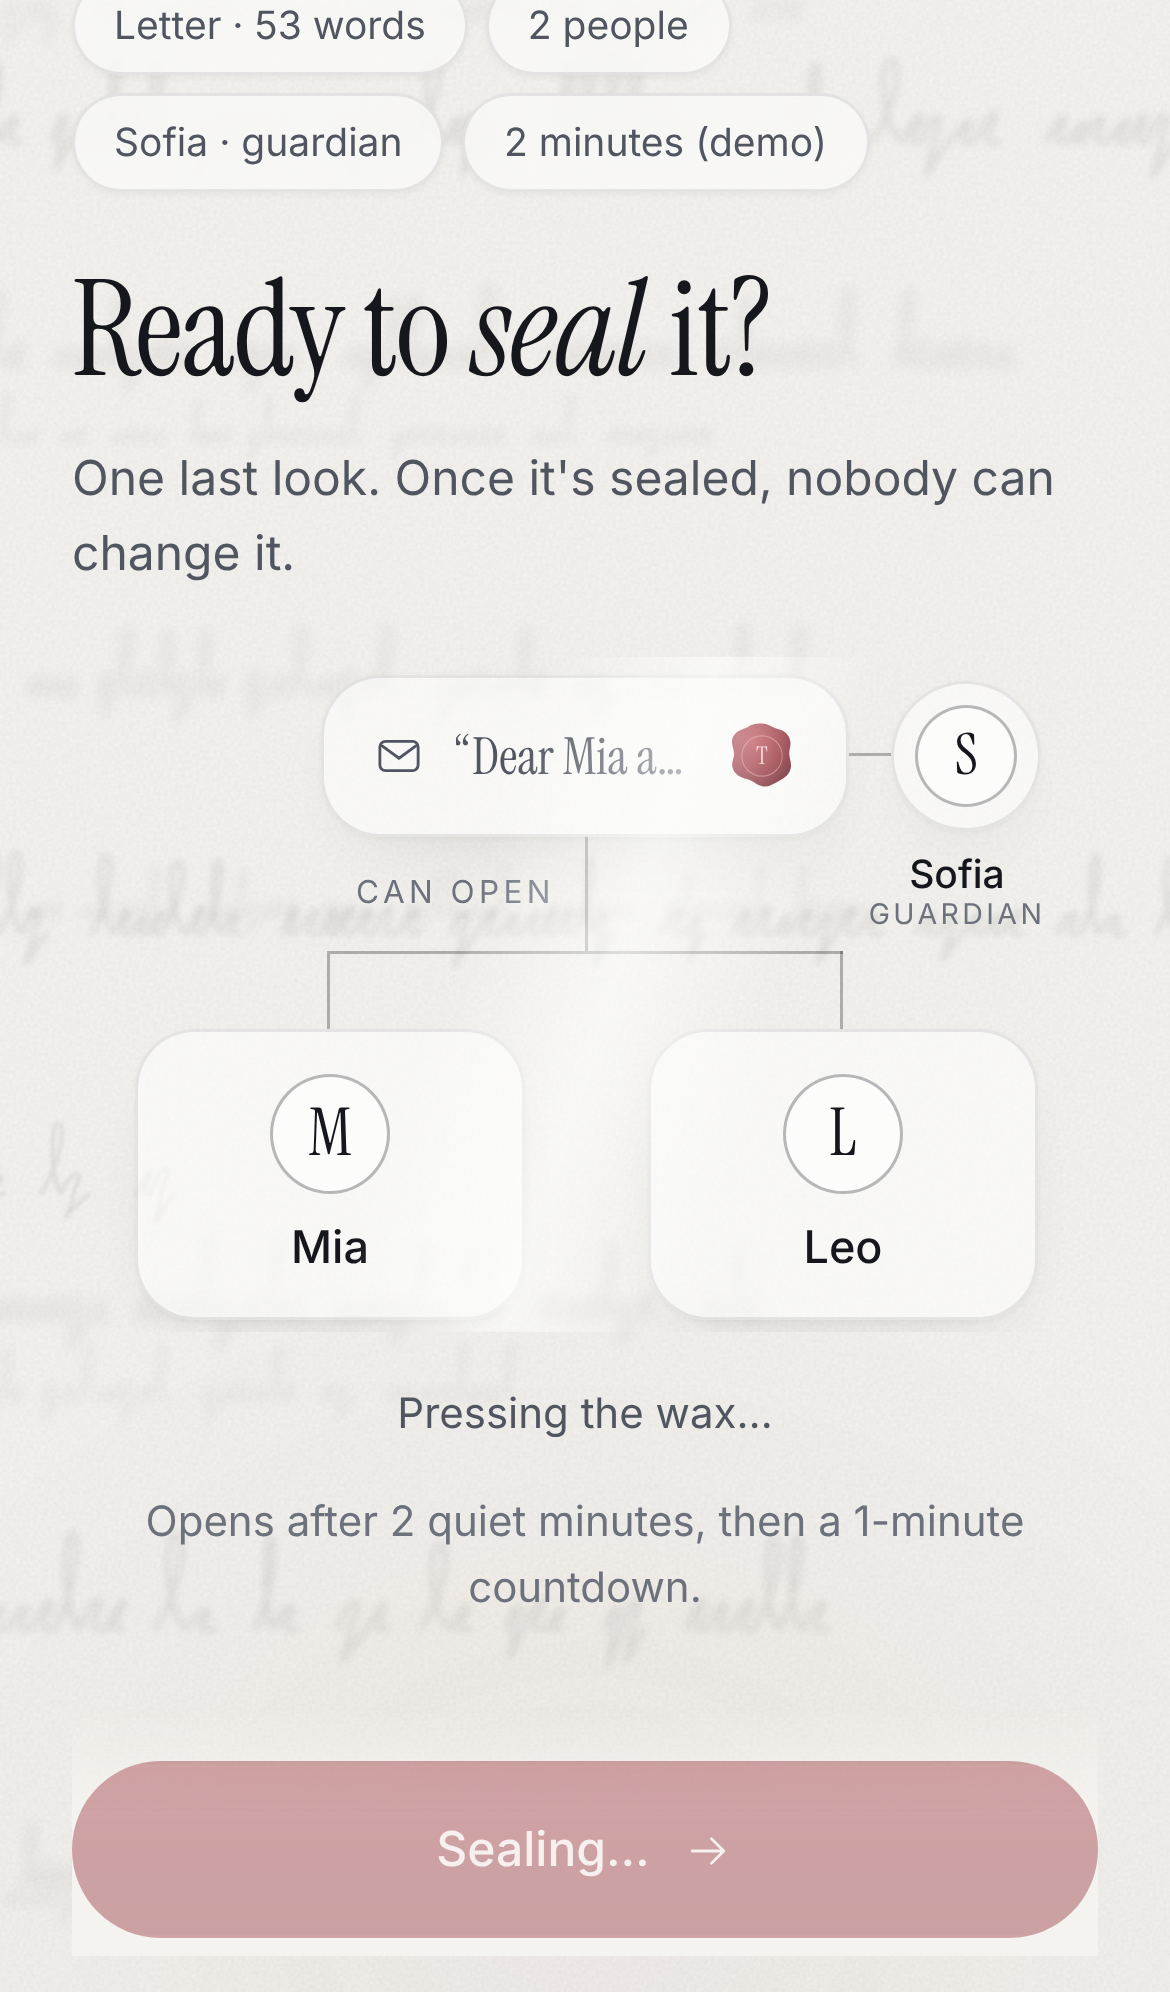 Letter · 53 words
2 people
Sofia · guardian
2 minutes (demo)
Ready to seal it?
One last look. Once it's sealed, nobody can
change it.
“Dear Mia a...
T
S
CAN OPEN
Sofia
GUARDIAN
M
L
Mia
Leo
Pressing the wax...
Opens after 2 quiet minutes, then a 1-minute
countdown.
Sealing... →